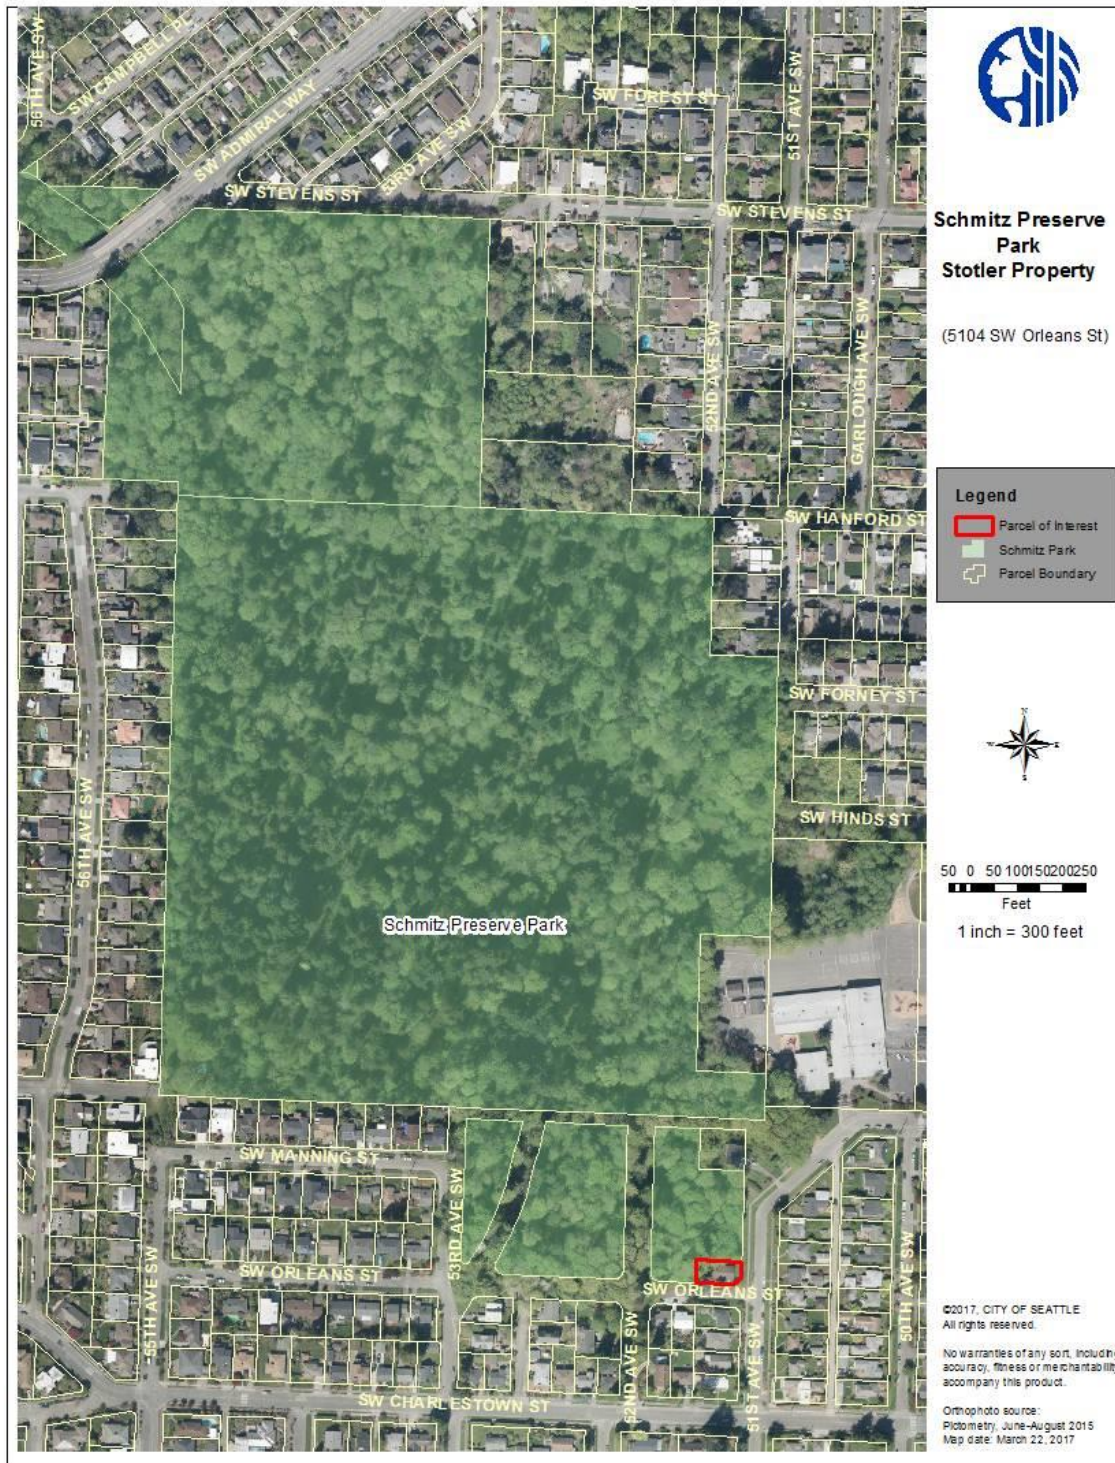 56TH AVE SW
SW CAMPBELL PL
SW ADMIRAL WAY
53RD AVE SW
SW FOREST ST
51ST AVE SW
SW STEVENS ST
SW STEVENS ST
52ND AVE SW
GARLOUGH AVE SW
SW HANFORD ST
SW FORNEY ST
SW HINDS ST
56TH AVE SW
Schmitz Preserve Park
SW MANNING ST
53RD AVE SW
SW ORLEANS ST
SW ORLEANS ST
55TH AVE SW
52ND AVE SW
51ST AVE SW
50TH AVE SW
SW CHARLESTOWN ST
Schmitz Preserve
Park
Stotler Property
(5104 SW Orleans St)
Legend
Parcel of Interest
Schmitz Park
Parcel Boundary
N
W E
S
50 0 50 100150200250
Feet
1 inch = 300 feet
©2017, CITY OF SEATTLE
All rights reserved.
No warranties of any sort, includin
accuracy, fitness or merchantabilit
accompany this product.
Orthophoto source:
Pictometry, June-August 2015
Map date: March 22, 2017